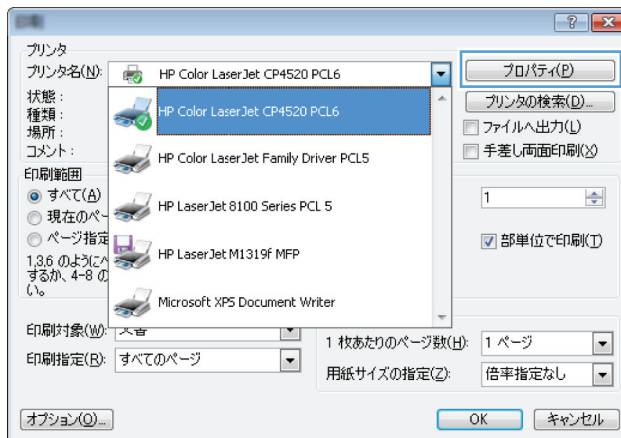 プリンタ
プリンタ名(N): HP Color LaserJet CP4520 PCL6 プロパティ(P)
状態 : HP Color LaserJet CP4520 PCL6 プリンタの検索(D)...
種類 :
場所 : ファイルへ出力(L)
コメント : HP Color LaserJet Family Driver PCL5 手差し両面印刷(X)
印刷範囲
すべて(A) HP LaserJet 8100 Series PCL 5 1
現在のペー
ページ指定 HP LaserJet M1319f MFP 部単位で印刷(T)
1,3,6 のように
するか、4-8 の
い。 Microsoft XPS Document Writer
印刷対象(W):
1 枚あたりのページ数(H): 1 ページ
印刷指定(R): すべてのページ
用紙サイズの指定(Z): 倍率指定なし
オプション(O)... OK キャンセル